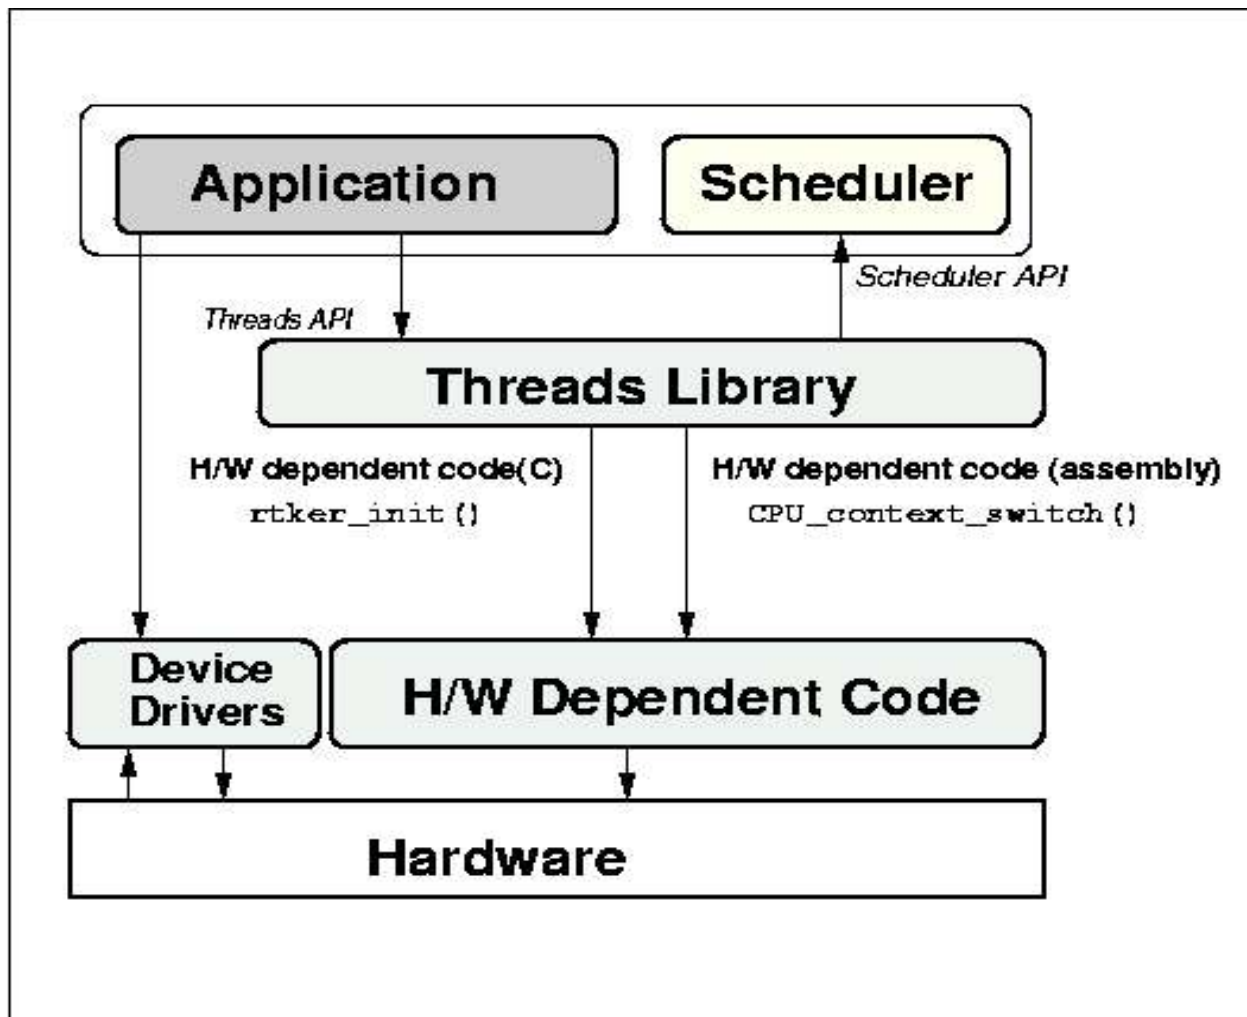 Application
Scheduler
Scheduler API
Threads API
Threads Library
H/W dependent code(C)
rtker_init()
H/W dependent code (assembly)
CPU_context_switch()
Device
Drivers
H/W Dependent Code
Hardware